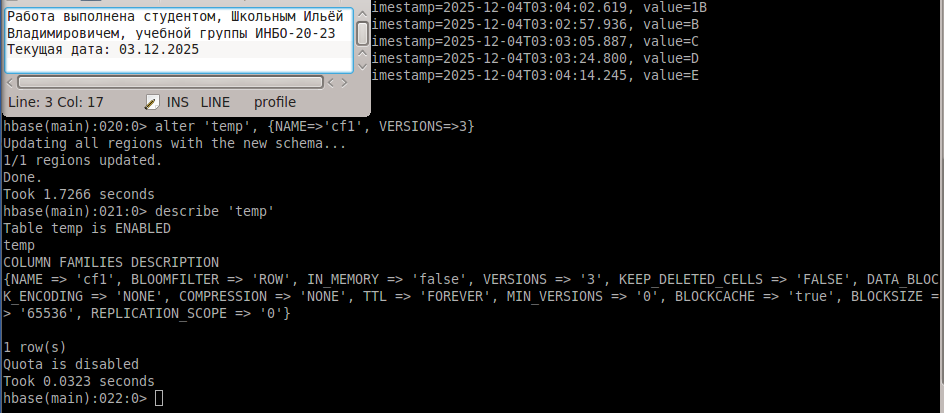 Работа выполнена студентом, Школьным Ильёй
Владимировичем, учебной группы ИНБО-20-23
Текущая дата: 03.12.2025
Line: 3 Col: 17 INS LINE profile
imestamp=2025-12-04T03:04:02.619, value=1B
imestamp=2025-12-04T03:02:57.936, value=B
imestamp=2025-12-04T03:03:05.887, value=C
imestamp=2025-12-04T03:03:24.800, value=D
imestamp=2025-12-04T03:04:14.245, value=E
hbase(main):020:0> alter 'temp', {NAME=>'cf1', VERSIONS=>3}
Updating all regions with the new schema...
1/1 regions updated.
Done.
Took 1.7266 seconds
hbase(main):021:0> describe 'temp'
Table temp is ENABLED
temp
COLUMN FAMILIES DESCRIPTION
{NAME => 'cf1', BLOOMFILTER => 'ROW', IN_MEMORY => 'false', VERSIONS => '3', KEEP_DELETED_CELLS => 'FALSE', DATA_BLOC
K_ENCODING => 'NONE', COMPRESSION => 'NONE', TTL => 'FOREVER', MIN_VERSIONS => '0', BLOCKCACHE => 'true', BLOCKSIZE =
> '65536', REPLICATION_SCOPE => '0'}
1 row(s)
Quota is disabled
Took 0.0323 seconds
hbase(main):022:0>